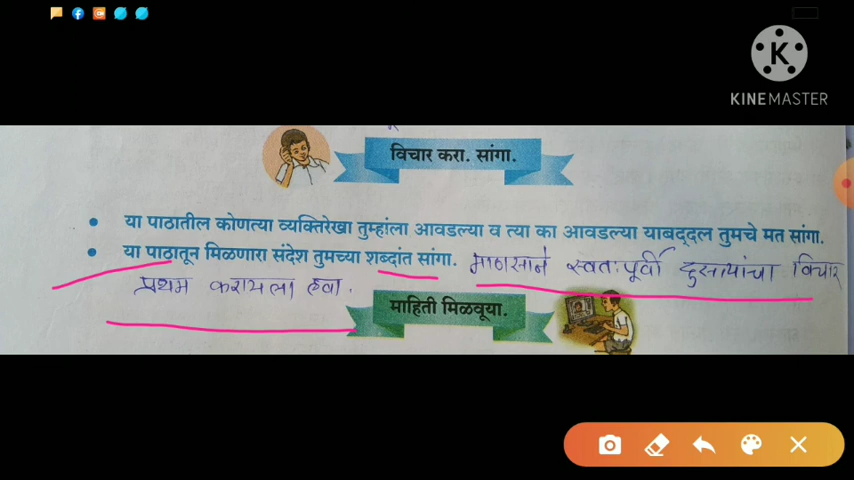 KINEMASTER
विचार करा. सांगा.
• या पाठातील कोणत्या व्यक्तिरेखा तुम्हांला आवडल्या व त्या का आवडल्या याबद्दल तुमचे मत सांगा.
• या पाठातून मिळणारा संदेश तुमच्या शब्दांत सांगा. माणसाने स्वतःपूर्वी दुसऱ्यांचा विचार
प्रथम करायला हवा.
माहिती मिळवूया.